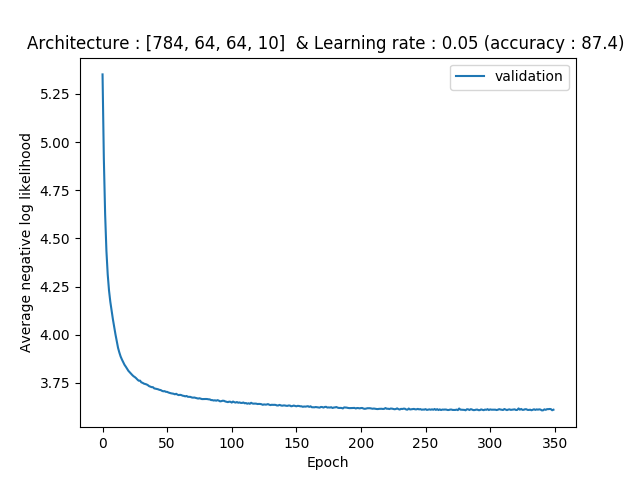 Architecture : [784, 64, 64, 10]  & Learning rate : 0.05 (accuracy : 87.4)
validation
Average negative log likelihood
5.25
5.00
4.75
4.50
4.25
4.00
3.75
0 50 100 150 200 250 300 350
Epoch